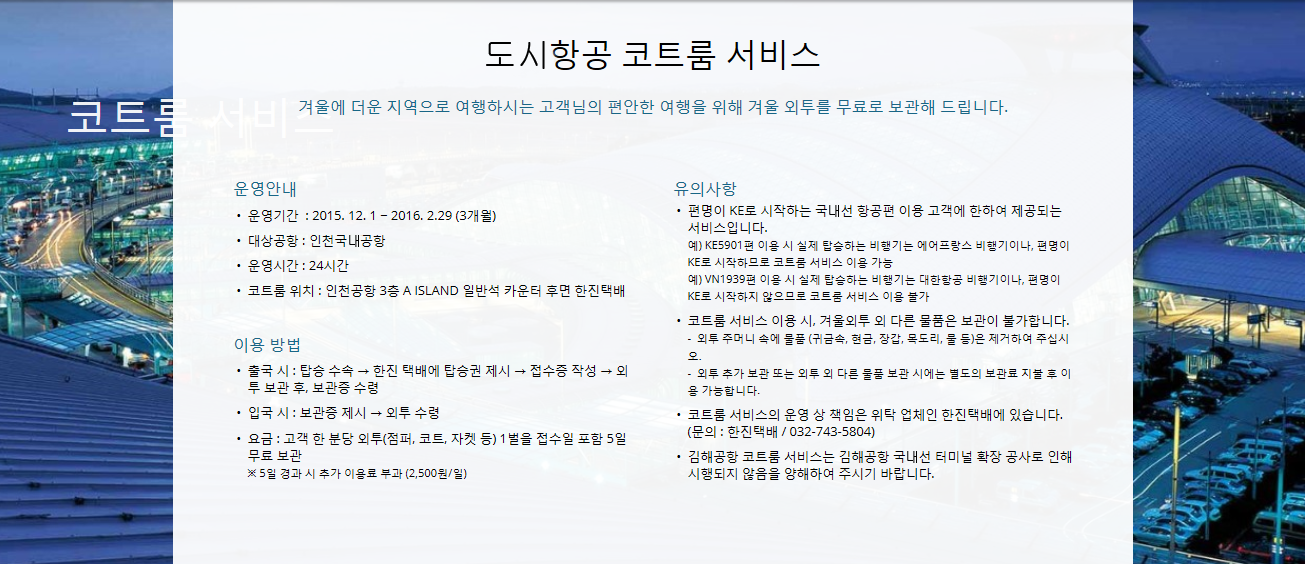 도시항공 코트룸 서비스
코트룸 서비스
겨울에 더운 지역으로 여행하시는 고객님의 편안한 여행을 위해 겨울 외투를 무료로 보관해 드립니다.
운영안내
• 운영기간 : 2015. 12. 1 – 2016. 2.29 (3개월)
• 대상공항 : 인천국내공항
• 운영시간 : 24시간
• 코트룸 위치 : 인천공항 3층 A ISLAND 일반석 카운터 후면 한진택배
이용 방법
• 출국 시 : 탑승 수속 → 한진 택배에 탑승권 제시 → 접수증 작성 → 외
투 보관 후, 보관증 수령
• 입국 시 : 보관증 제시 → 외투 수령
• 요금 : 고객 한 분당 외투(점퍼, 코트, 자켓 등) 1벌을 접수일 포함 5일
무료 보관
※ 5일 경과 시 추가 이용료 부과 (2,500원/일)
유의사항
• 편명이 KE로 시작하는 국내선 항공편 이용 고객에 한하여 제공되는
서비스입니다.
예) KE5901편 이용 시 실제 탑승하는 비행기는 에어프랑스 비행기이나, 편명이
KE로 시작하므로 코트룸 서비스 이용 가능
예) VN1939편 이용 시 실제 탑승하는 비행기는 대한항공 비행기이나, 편명이
KE로 시작하지 않으므로 코트룸 서비스 이용 불가
• 코트룸 서비스 이용 시, 겨울외투 외 다른 물품은 보관이 불가합니다.
- 외투 주머니 속에 물품 (귀금속, 현금, 장갑, 목도리, 물 등)은 제거하여 주십시
오.
- 외투 추가 보관 또는 외투 외 다른 물품 보관 시에는 별도의 보관료 지불 후 이
용 가능합니다.
• 코트룸 서비스의 운영 상 책임은 위탁 업체인 한진택배에 있습니다.
(문의 : 한진택배 / 032-743-5804)
• 김해공항 코트룸 서비스는 김해공항 국내선 터미널 확장 공사로 인해
시행되지 않음을 양해하여 주시기 바랍니다.